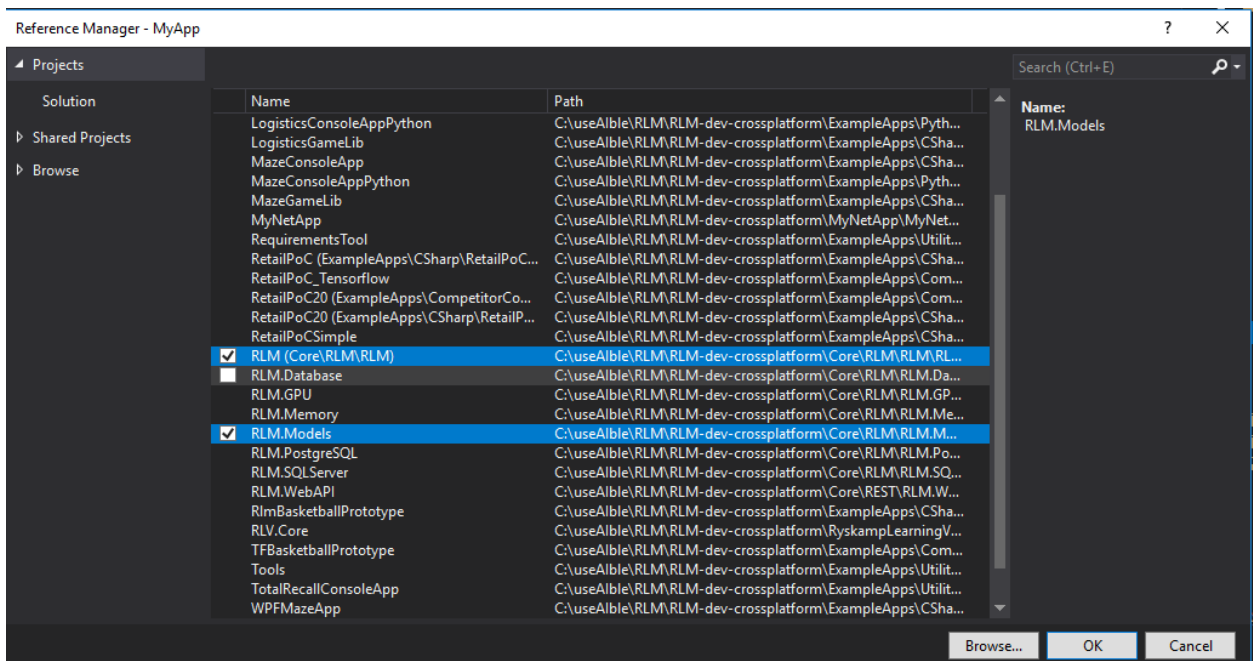 Reference Manager - MyApp ? ×
Projects
Search (Ctrl+E)
Solution
Shared Projects
Browse
Name Path
LogisticsConsoleAppPython C:\useAIble\RLM\RLM-dev-crossplatform\ExampleApps\Pyth...
LogisticsGameLib C:\useAIble\RLM\RLM-dev-crossplatform\ExampleApps\CSha...
MazeConsoleApp C:\useAIble\RLM\RLM-dev-crossplatform\ExampleApps\CSha...
MazeConsoleAppPython C:\useAIble\RLM\RLM-dev-crossplatform\ExampleApps\Pyth...
MazeGameLib C:\useAIble\RLM\RLM-dev-crossplatform\ExampleApps\CSha...
MyNetApp C:\useAIble\RLM\RLM-dev-crossplatform\MyNetApp\MyNet...
RequirementsTool C:\useAIble\RLM\RLM-dev-crossplatform\ExampleApps\Utilit...
RetailPoC (ExampleApps\CSharp\RetailPoC... C:\useAIble\RLM\RLM-dev-crossplatform\ExampleApps\CSha...
RetailPoC_Tensorflow C:\useAIble\RLM\RLM-dev-crossplatform\ExampleApps\Com...
RetailPoC20 (ExampleApps\CompetitorCo... C:\useAIble\RLM\RLM-dev-crossplatform\ExampleApps\Com...
RetailPoC20 (ExampleApps\CSharp\RetailP... C:\useAIble\RLM\RLM-dev-crossplatform\ExampleApps\CSha...
RetailPoCSimple C:\useAIble\RLM\RLM-dev-crossplatform\ExampleApps\CSha...
RLM (Core\RLM\RLM) C:\useAIble\RLM\RLM-dev-crossplatform\Core\RLM\RLM\RL...
RLM.Database C:\useAIble\RLM\RLM-dev-crossplatform\Core\RLM\RLM.Da...
RLM.GPU C:\useAIble\RLM\RLM-dev-crossplatform\Core\RLM\RLM.GP...
RLM.Memory C:\useAIble\RLM\RLM-dev-crossplatform\Core\RLM\RLM.Me...
RLM.Models C:\useAIble\RLM\RLM-dev-crossplatform\Core\RLM\RLM.M...
RLM.PostgreSQL C:\useAIble\RLM\RLM-dev-crossplatform\Core\RLM\RLM.Po...
RLM.SQLServer C:\useAIble\RLM\RLM-dev-crossplatform\Core\RLM\RLM.SQ...
RLM.WebAPI C:\useAIble\RLM\RLM-dev-crossplatform\Core\REST\RLM.W...
RlmBasketballPrototype C:\useAIble\RLM\RLM-dev-crossplatform\ExampleApps\CSha...
RLV.Core C:\useAIble\RLM\RLM-dev-crossplatform\RyskampLearningV...
TFBasketballPrototype C:\useAIble\RLM\RLM-dev-crossplatform\ExampleApps\Com...
Tools C:\useAIble\RLM\RLM-dev-crossplatform\ExampleApps\Utilit...
TotalRecallConsoleApp C:\useAIble\RLM\RLM-dev-crossplatform\ExampleApps\Utilit...
WPFMazeApp C:\useAIble\RLM\RLM-dev-crossplatform\ExampleApps\CSha...
Name:
RLM.Models
Browse... OK Cancel